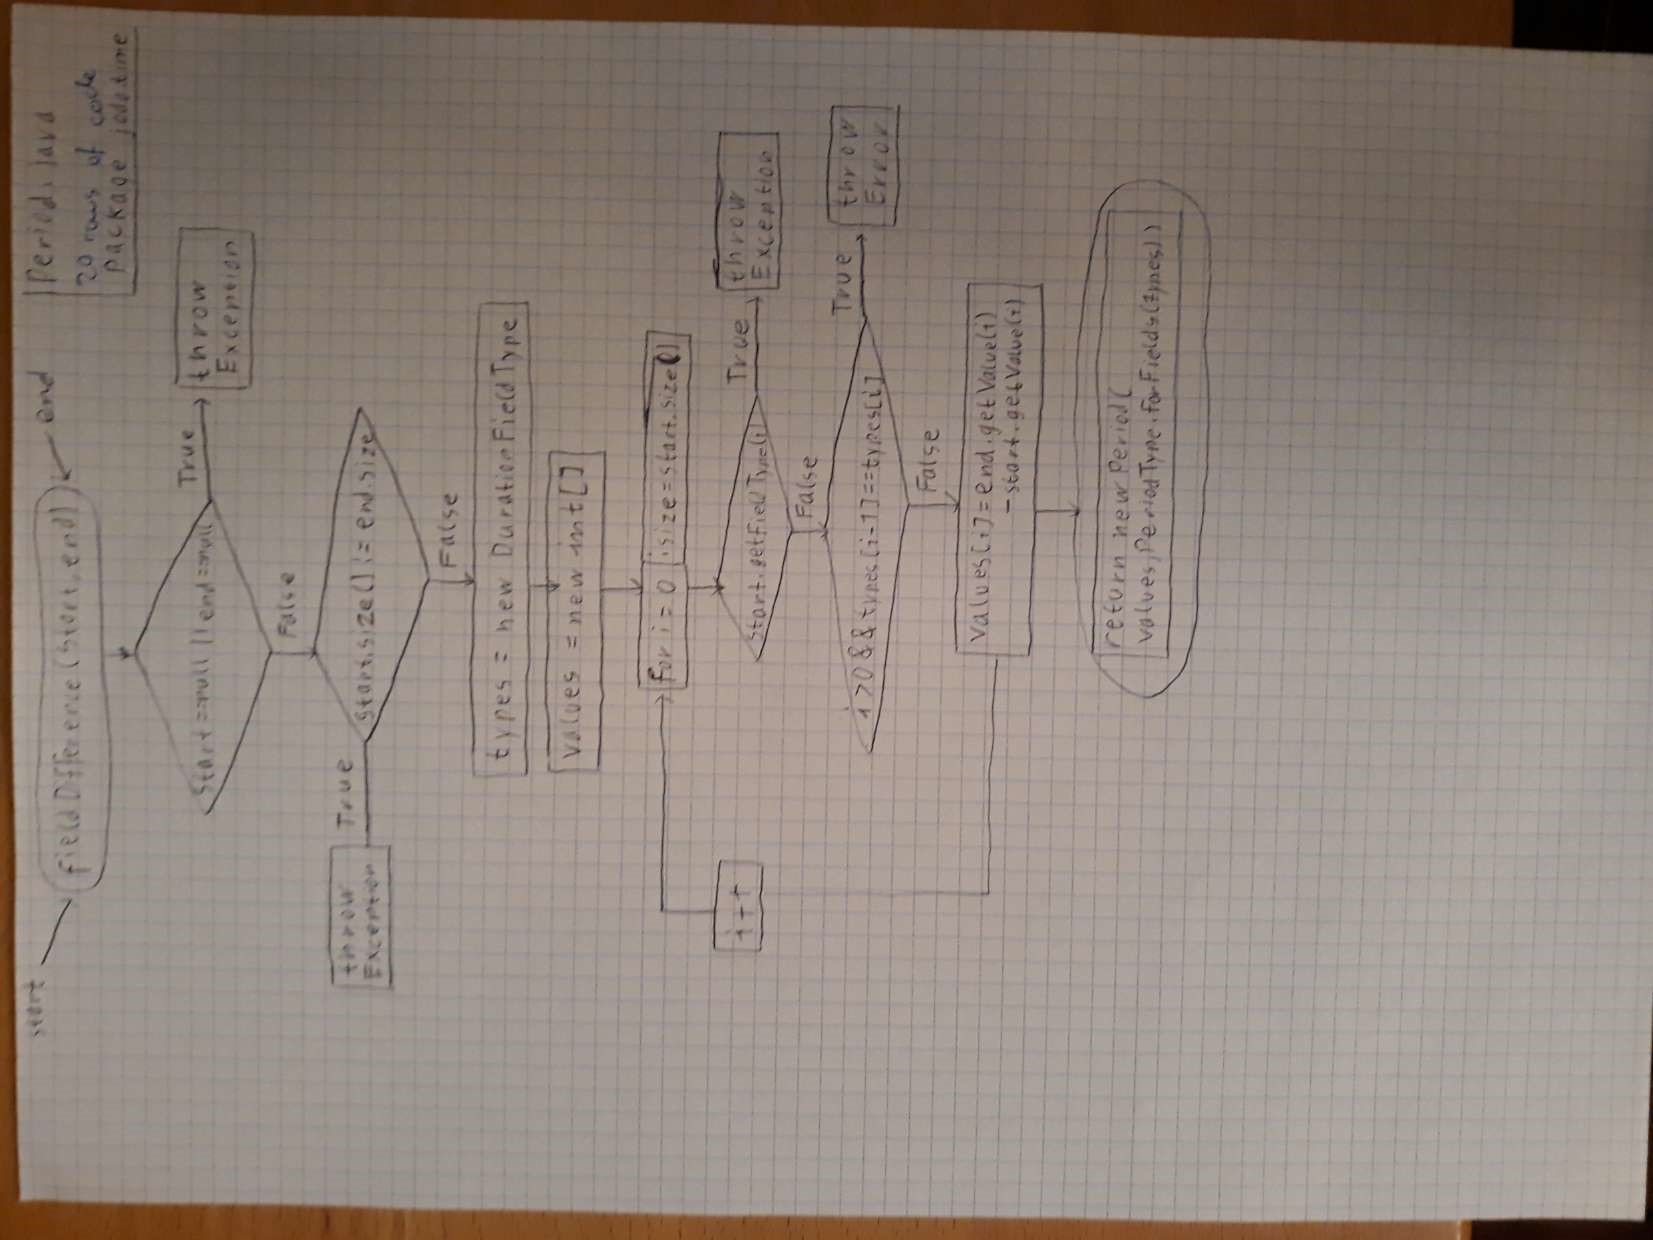 Period.java
20 rows of code
package joda.time
start
end
fieldDifference(start,end)
start=null || end=null
True
throw
Exception
False
start.size() != end.size
True
throw
Exception
False
types = new DurationFieldType
values = new int[]
for i = 0 isize=start.size()
start.getFieldType(i
True
throw
Exception
False
i>0 && types[i-1]==types[i]
True
throw
Error
False
values[i]=end.getValue(i)
-start.getValue(i)
i++
return new Period(
values,PeriodType.forFields(types))